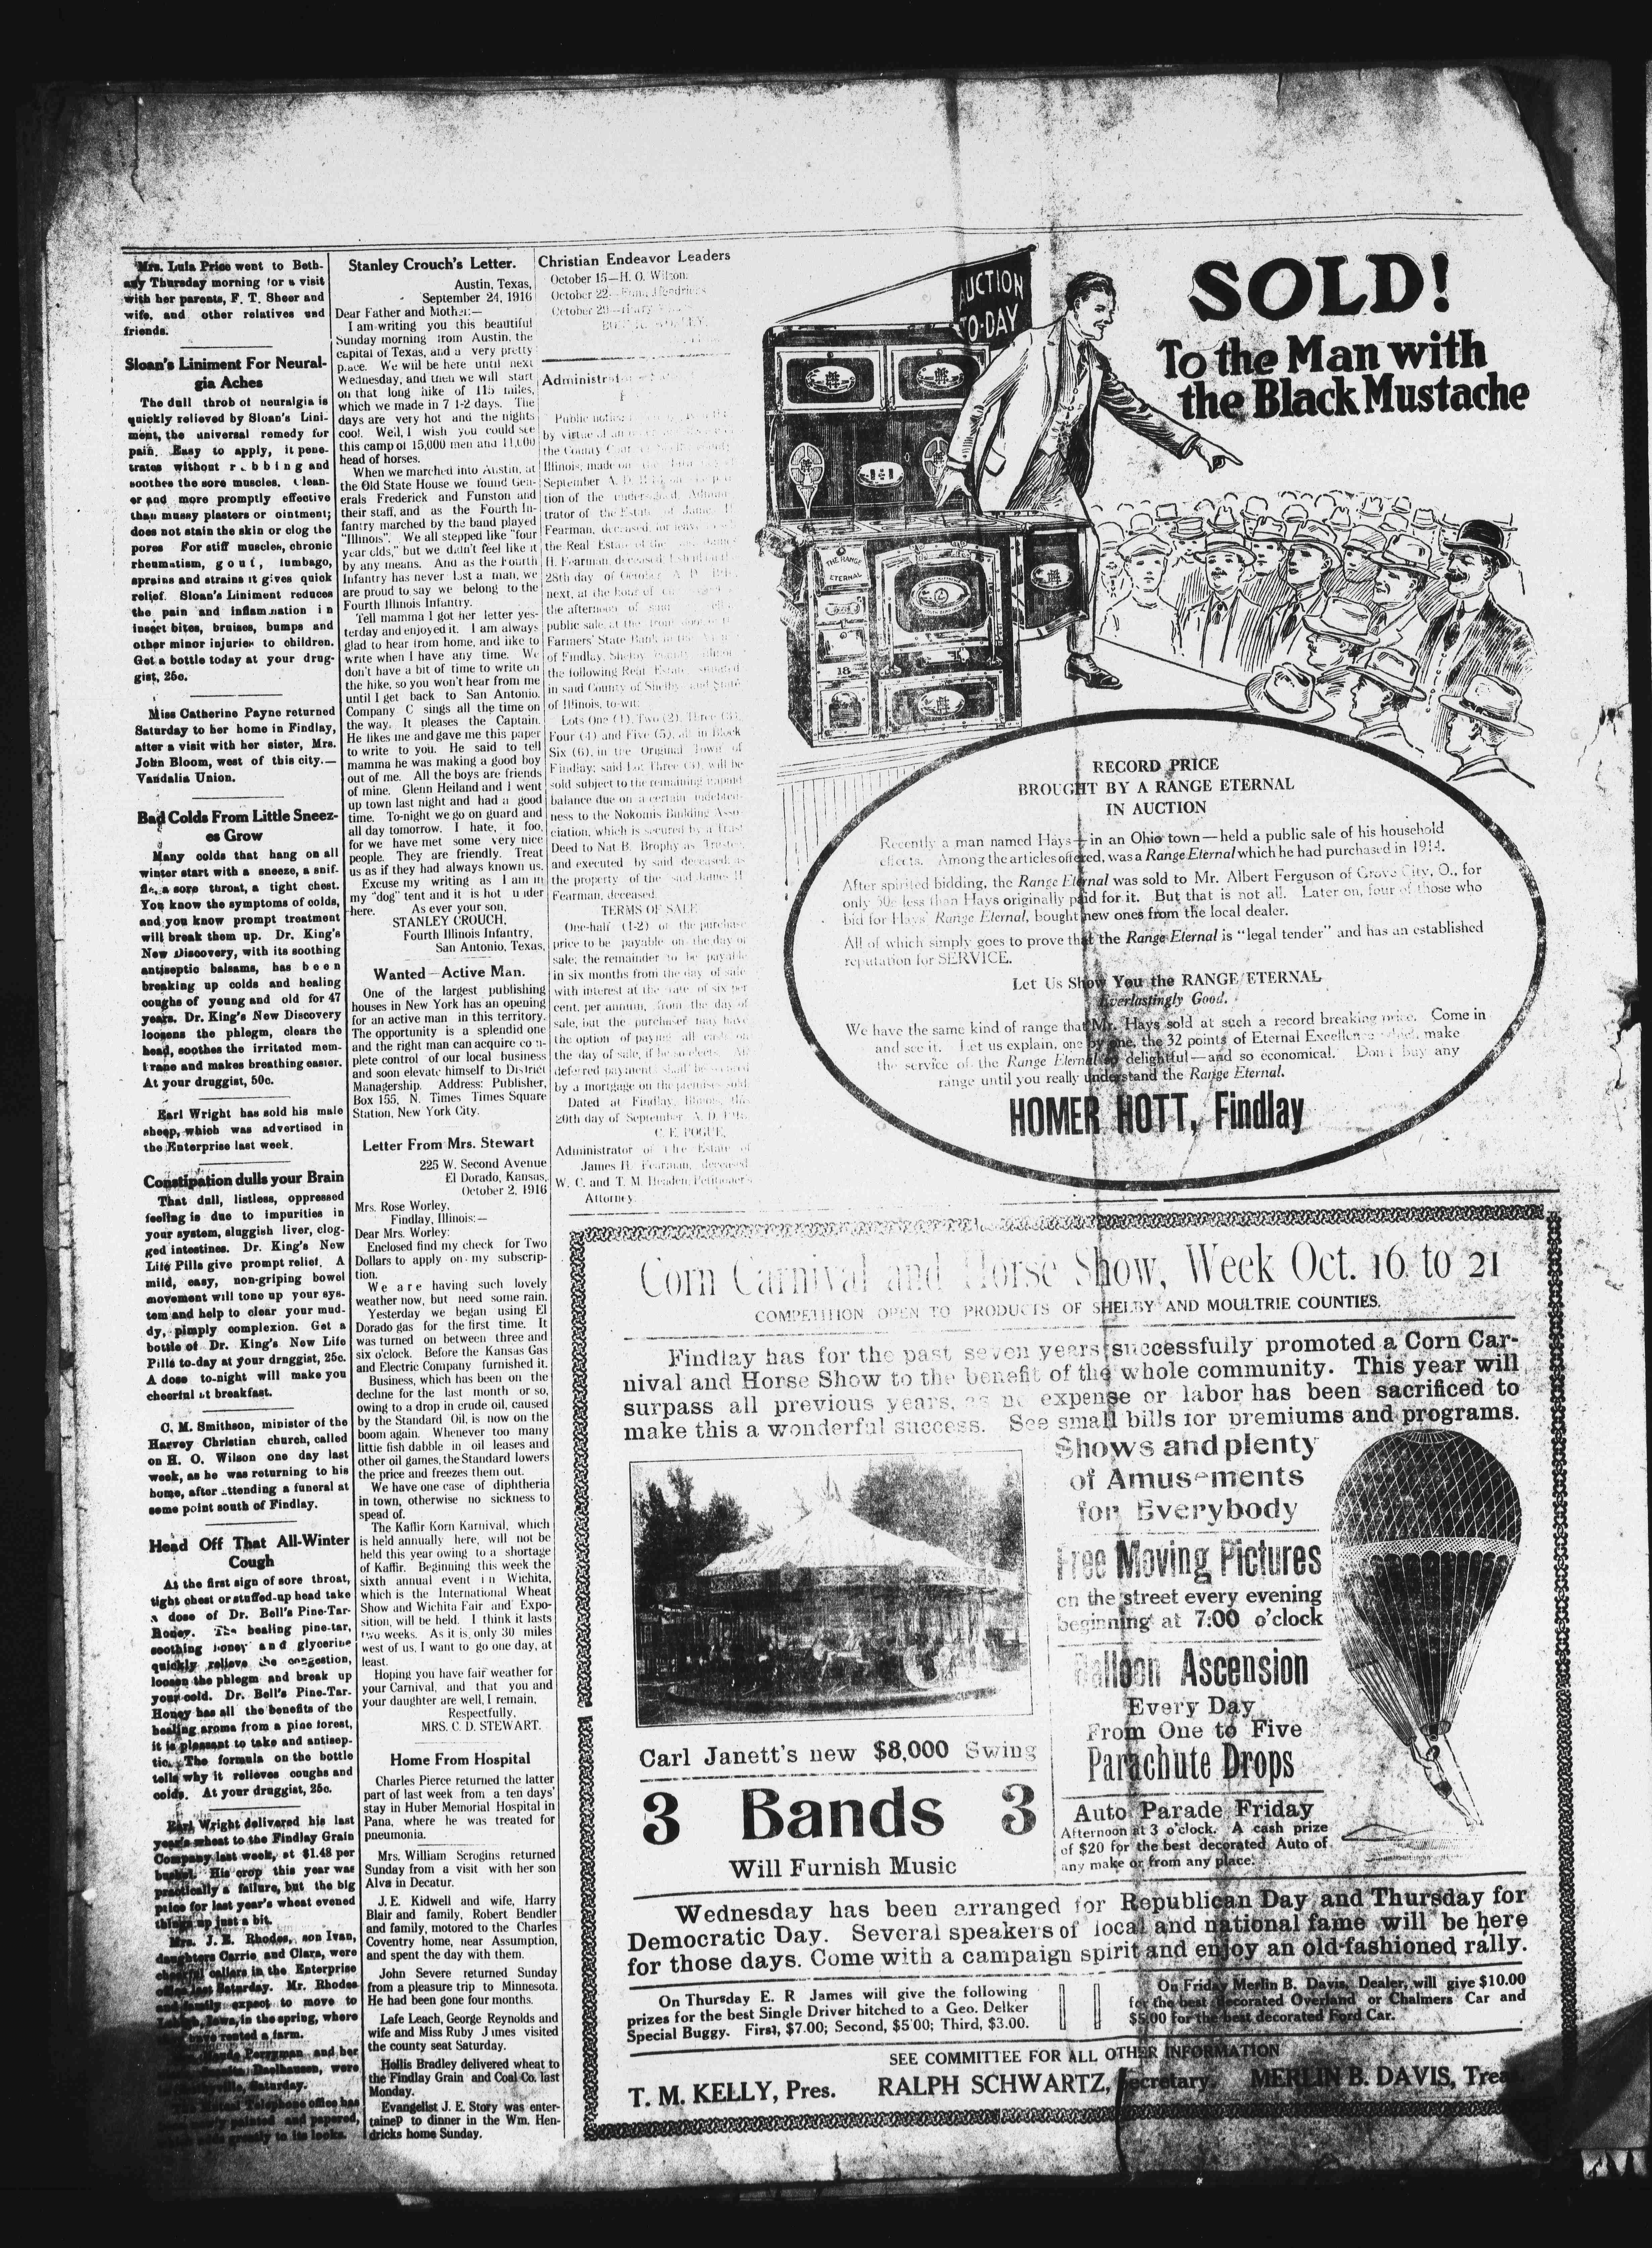 Mrs. Lula Price went to Beth-
any Thursday morning for a visit
with her parents, F. T. Sheer and
wife, and other relatives and
friends.
Sloan's Liniment For Neural-
gia Aches
The dull throb of neuralgia is
quickly relieved by Sloan's Lini-
ment, the universal remedy for
pain. Easy to apply, it pene-
trates without r bbing and
soothes the sore muscles. Clean-
er and more promptly effective
than mussy plasters or ointment;
does not stain the skin or clog the
pores For stiff muscles, chronic
rheumatism, gout, lumbago,
sprains and strains it gives quick
relief. Sloan's Liniment reduces
the pain and inflammation in
insect bites, bruises, bumps and
other minor injuries to children.
Get a bottle today at your drug-
gist, 25c.
Miss Catherine Payne returned
Saturday to her home in Findlay,
after a visit with her sister, Mrs.
John Bloom, west of this city.—
Vandalia Union.
Bad Colds From Little Sneez-
es Grow
Many colds that hang on all
winter start with a sneeze, a snif-
fle, a sore throat, a tight chest.
You know the symptoms of colds,
and you know prompt treatment
will break them up. Dr. King's
New Discovery, with its soothing
antiseptic balsams, has been
breaking up colds and healing
coughs of young and old for 47
years. Dr. King's New Discovery
loosens the phlegm, clears the
head, soothes the irritated mem-
brane and makes breathing easier.
At your druggist, 50c.
Earl Wright has sold his male
sheep, which was advertised in
the Enterprise last week.
Constipation dulls your Brain
That dull, listless, oppressed
feeling is due to impurities in
your system, sluggish liver, clog-
ged intestines. Dr. King's New
Life Pills give prompt relief. A
mild, easy, non-griping bowel
movement will tone up your sys-
tem and help to clear your mud-
dy, pimply complexion. Get a
bottle of Dr. King's New Life
Pills to-day at your druggist, 25c.
A dose to-night will make you
cheerful at breakfast.
C. M. Smithson, minister of the
Harvey Christian church, called
on H. O. Wilson one day last
week, as he was returning to his
home, after attending a funeral at
some point south of Findlay.
Head Off That All-Winter
Cough
At the first sign of sore throat,
tight chest or stuffed-up head take
a dose of Dr. Bell's Pine-Tar-
Honey. The healing pine-tar,
soothing honey and glycerine
quickly relieve the congestion,
loosen the phlegm and break up
your cold. Dr. Bell's Pine-Tar-
Honey has all the benefits of the
healing aroma from a pine forest,
it is pleasant to take and antisep-
tic. The formula on the bottle
tells why it relieves coughs and
colds. At your druggist, 25c.
Earl Wright delivered his last
year's wheat to the Findlay Grain
Company last week, at $1.48 per
bushel. His crop this year was
practically a failure, but the big
price for last year's wheat evened
things up just a bit.
Mrs. J. E. Rhodes, son Ivan,
daughters Carrie and Clara, were
cheerful callers in the Enterprise
office last Saturday. Mr. Rhodes
and family expect to move to
Iowa, in the spring, where
have rented a farm.
Perryman and her
were
Saturday.
The Mutual Telephone office has
newly painted and papered,
greatly to its looks.
Stanley Crouch's Letter.
Austin, Texas,
September 24, 1916
Dear Father and Mother:—
I am writing you this beautiful
Sunday morning from Austin, the
capital of Texas, and a very pretty
place. We will be here until next
Wednesday, and then we will start
on that long hike of 115 miles,
which we made in 7 1-2 days. The
days are very hot and the nights
cool. Well, I wish you could see
this camp of 15,000 men and 11,000
head of horses.
When we marched into Austin, at
the Old State House we found Gen-
erals Frederick and Funston and
their staff, and as the Fourth In-
fantry marched by the band played
"Illinois". We all stepped like "four
year olds," but we didn't feel like it
by any means. And as the Fourth
Infantry has never lost a man, we
are proud to say we belong to the
Fourth Illinois Infantry.
Tell mamma I got her letter yes-
terday and enjoyed it. I am always
glad to hear from home, and like to
write when I have any time. We
don't have a bit of time to write on
the hike, so you won't hear from me
until I get back to San Antonio.
Company C sings all the time on
the way. It pleases the Captain.
He likes me and gave me this paper
to write to you. He said to tell
mamma he was making a good boy
out of me. All the boys are friends
of mine. Glenn Heiland and I went
up town last night and had a good
time. To-night we go on guard and
all day tomorrow. I hate, it foo,
for we have met some very nice
people. They are friendly. Treat
us as if they had always known us.
Excuse my writing as I am in
my "dog" tent and it is hot under
here. As ever your son,
STANLEY CROUCH,
Fourth Illinois Infantry,
San Antonio, Texas,
Wanted—Active Man.
One of the largest publishing
houses in New York has an opening
for an active man in this territory.
The opportunity is a splendid one
and the right man can acquire com-
plete control of our local business
and soon elevate himself to District
Managership. Address: Publisher,
Box 155, N. Times Times Square
Station, New York City.
Letter From Mrs. Stewart
225 W. Second Avenue
El Dorado, Kansas,
October 2, 1916
Mrs. Rose Worley,
Findlay, Illinois:—
Dear Mrs. Worley:
Enclosed find my check for Two
Dollars to apply on my subscrip-
tion.
We are having such lovely
weather now, but need some rain.
Yesterday we began using El
Dorado gas for the first time. It
was turned on between three and
six o'clock. Before the Kansas Gas
and Electric Company furnished it.
Business, which has been on the
decline for the last month or so,
owing to a drop in crude oil, caused
by the Standard Oil, is now on the
boom again. Whenever too many
little fish dabble in oil leases and
other oil games, the Standard lowers
the price and freezes them out.
We have one case of diphtheria
in town, otherwise no sickness to
spead of.
The Kaffir Korn Karnival, which
is held annually here, will not be
held this year owing to a shortage
of Kaffir. Beginning this week the
sixth annual event in Wichita,
which is the International Wheat
Show and Wichita Fair and Expo-
sition, will be held. I think it lasts
two weeks. As it is only 30 miles
west of us, I want to go one day, at
least.
Hoping you have fair weather for
your Carnival, and that you and
your daughter are well, I remain,
Respectfully,
MRS. C. D. STEWART.
Home From Hospital
Charles Pierce returned the latter
part of last week from a ten days'
stay in Huber Memorial Hospital in
Pana, where he was treated for
pneumonia.
Mrs. William Scrogins returned
Sunday from a visit with her son
Alva in Decatur.
J. E. Kidwell and wife, Harry
Blair and family, Robert Bendler
and family, motored to the Charles
Coventry home, near Assumption,
and spent the day with them.
John Severe returned Sunday
from a pleasure trip to Minnesota.
He had been gone four months.
Lafe Leach, George Reynolds and
wife and Miss Ruby James visited
the county seat Saturday.
Hollis Bradley delivered wheat to
the Findlay Grain and Coal Co. last
Monday.
Evangelist J. E. Story was enter-
taineP to dinner in the Wm. Hen-
dricks home Sunday.
Christian Endeavor Leaders
October 15—H. O. Wilson.
October 22—
October 29—
Public notice
by virtue of an
the County
Illinois, made on
September A. D.
tion of the undersigned, Adminis-
trator of the Estate of James H
Fearman, deceased, for leave
the Real Estate of the
H. Fearman, deceased
28th day of October A. D.
next, at the hour of
the afternoon of
public sale, at the front door of
Farmers' State Bank in the
of Findlay, Shelby County,
the following Real Estate situated
in said County of Shelby and State
of Illinois, to-wit:
Lots One (1), Two (2), Three (3),
Four (4) and Five (5), all in Block
Six (6), in the Original Town of
Findlay; said Lot Three (3), will be
sold subject to the remaining unpaid
balance due on a certain indebted-
ness to the Nokomis Building Asso-
ciation, which is secured by a Trust
Deed to Nat B. Brophy as Trustee
and executed by said deceased, as
the property of the said James H
Fearman, deceased.
TERMS OF SALE
One-half (1-2) of the purchase
price to be payable on the day of
sale; the remainder to be payable
in six months from the day of sale
with interest at the rate of six per
cent. per annum, from the day of
sale, but the purchaser may have
the option of paying all cash on
the day of sale, if he so elects. All
deferred payments shall be secured
by a mortgage on the premises sold.
Dated at Findlay, Illinois, this
20th day of September A. D.
C. E. POGUE,
Administrator of The Estate of
James H. Fearman, deceased
W. C. and T. M. Headen, Petitioner's
Attorney.
AUCTION
TO-DAY
THE RANGE
ETERNAL
18
SOLD!
To the Man with
the Black Mustache
RECORD PRICE
BROUGHT BY A RANGE ETERNAL
IN AUCTION
Recently a man named Hays—in an Ohio town—held a public sale of his household
effects. Among the articles offered, was a Range Eternal which he had purchased in 1914.
After spirited bidding, the Range Eternal was sold to Mr. Albert Ferguson of Grove City, O., for
only 50c less than Hays originally paid for it. But that is not all. Later on, four of those who
bid for Hays' Range Eternal, bought new ones from the local dealer.
All of which simply goes to prove that the Range Eternal is "legal tender" and has an established
reputation for SERVICE.
Let Us Show You the RANGE ETERNAL
Everlastingly Good.
We have the same kind of range that Mr. Hays sold at such a record breaking price. Come in
and see it. Let us explain, one by one, the 32 points of Eternal Excellence which make
the service of the Range Eternal so delightful—and so economical. Don't buy any
range until you really understand the Range Eternal.
HOMER HOTT, Findlay
Corn Carnival and Horse Show, Week Oct. 16 to 21
COMPETITION OPEN TO PRODUCTS OF SHELBY AND MOULTRIE COUNTIES.
Findlay has for the past seven years successfully promoted a Corn Car-
nival and Horse Show to the benefit of the whole community. This year will
surpass all previous years, as no expense or labor has been sacrificed to
make this a wonderful success. See small bills for premiums and programs.
Carl Janett's new $8,000 Swing
3 Bands 3
Will Furnish Music
Shows and plenty
of Amusements
for Everybody
Free Moving Pictures
on the street every evening
beginning at 7:00 o'clock
Balloon Ascension
Every Day
From One to Five
Parachute Drops
Auto Parade Friday
Afternoon at 3 o'clock. A cash prize
of $20 for the best decorated Auto of
any make or from any place.
Wednesday has been arranged for Republican Day and Thursday for
Democratic Day. Several speakers of local and national fame will be here
for those days. Come with a campaign spirit and enjoy an old-fashioned rally.
On Thursday E. R James will give the following
prizes for the best Single Driver hitched to a Geo. Delker
Special Buggy. First, $7.00; Second, $5.00; Third, $3.00.
On Friday Merlin B. Davis, Dealer, will give $10.00
for the best decorated Overland or Chalmers Car and
$5.00 for the best decorated Ford Car.
SEE COMMITTEE FOR ALL OTHER INFORMATION
T. M. KELLY, Pres. RALPH SCHWARTZ, Secretary. MERLIN B. DAVIS, Treas